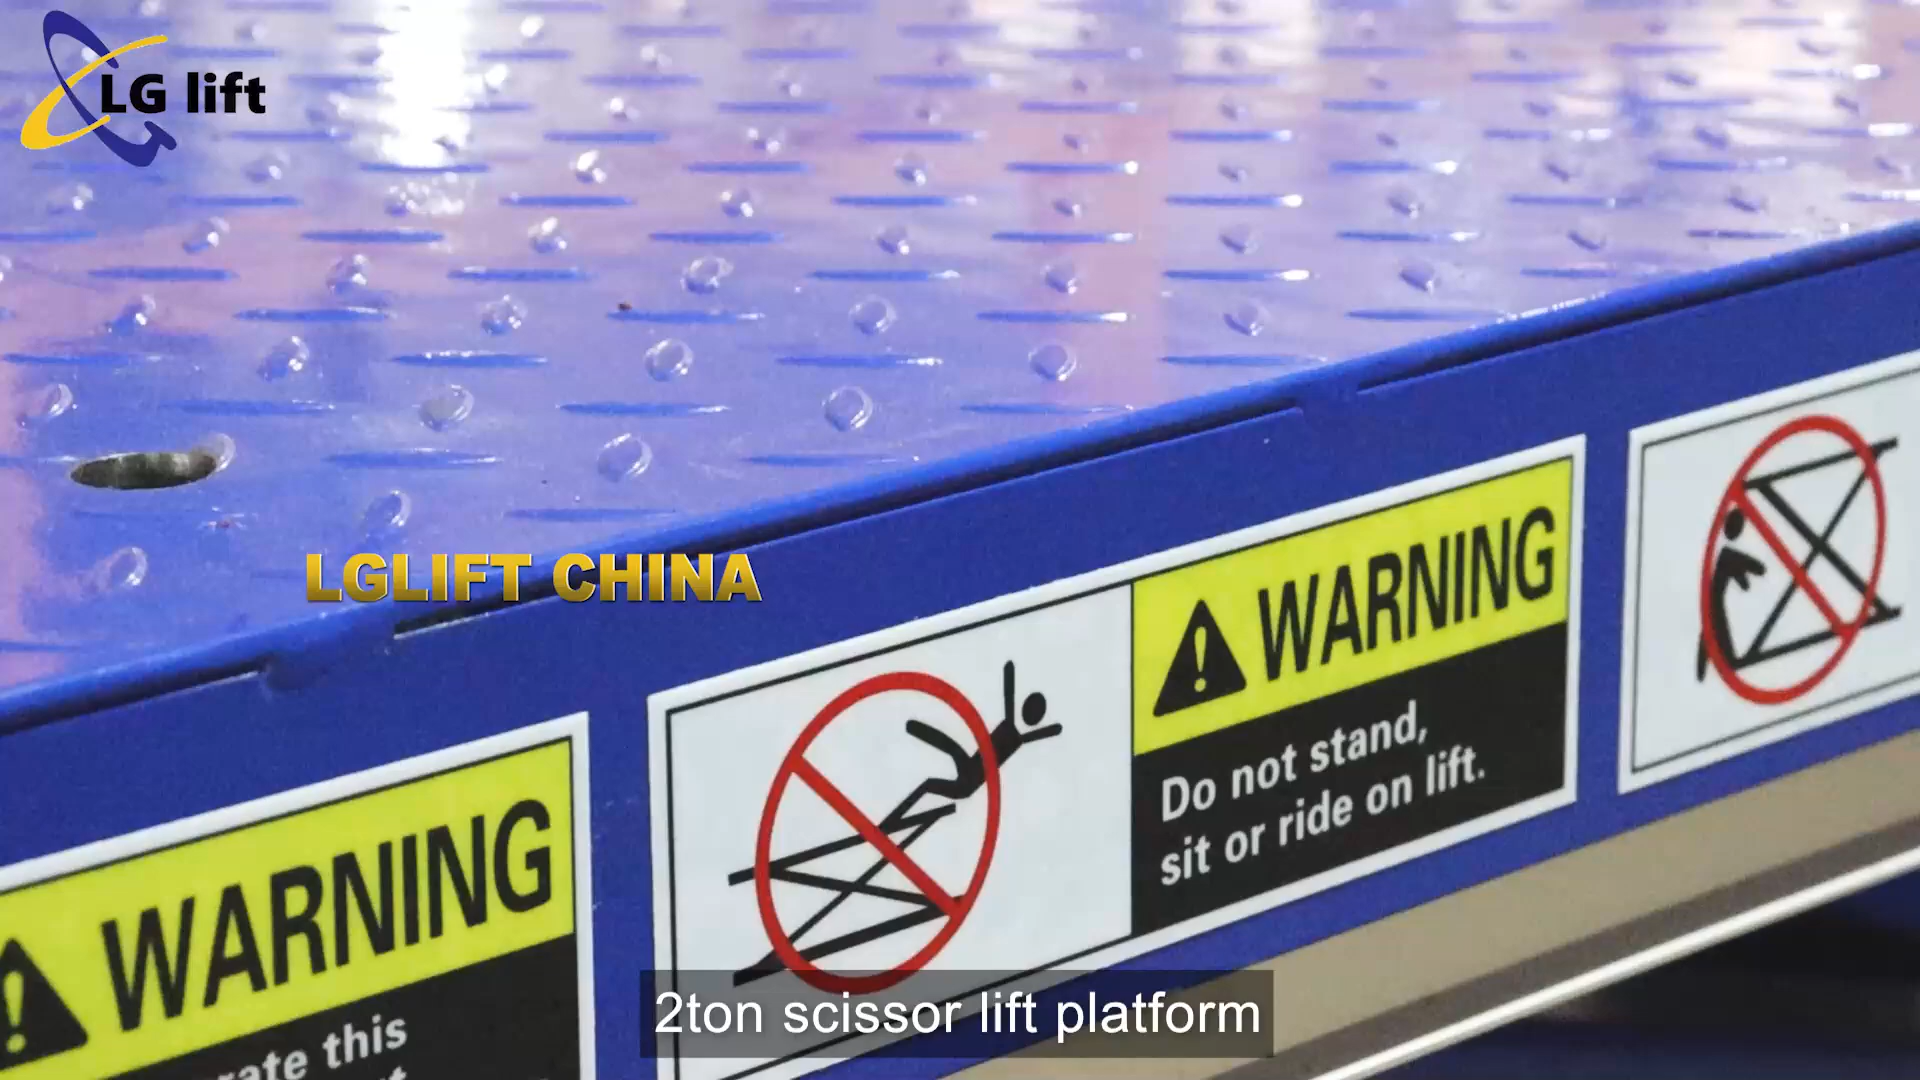 LG lift
LGLIFT CHINA
WARNING
Do not stand,
sit or ride on lift.
WARNING
this
2ton scissor lift platform